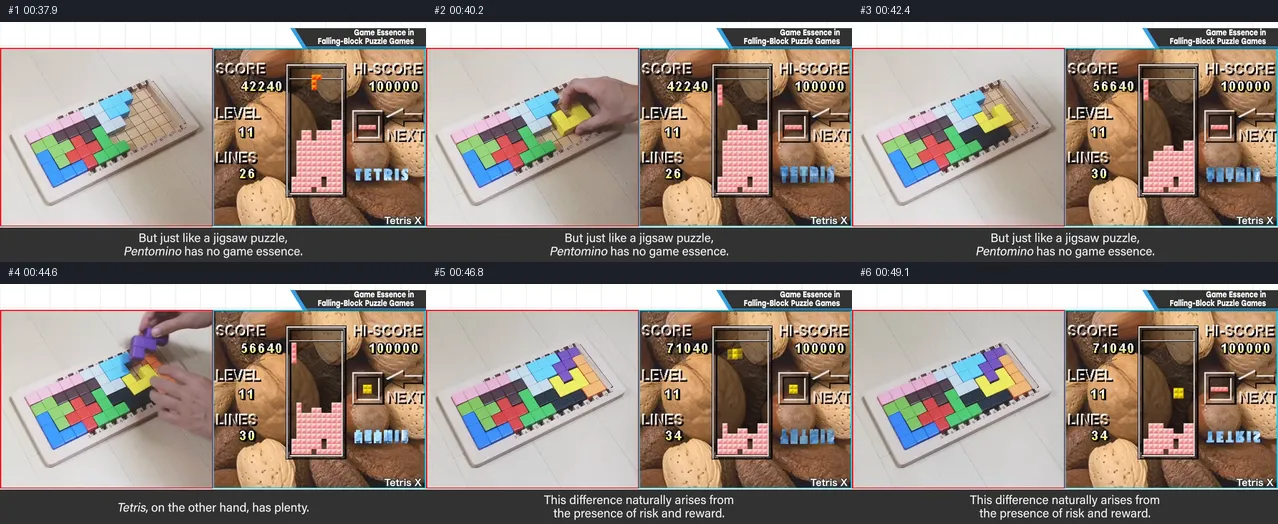 #1 00:37.9
Game Essence in
Falling-Block Puzzle Games
SCORE
42240
HI-SCORE
100000
LEVEL
11
NEXT
LINES
26
TETRIS
Tetris X
But just like a jigsaw puzzle,
Pentomino has no game essence.
#2 00:40.2
Game Essence in
Falling-Block Puzzle Games
SCORE
42240
HI-SCORE
100000
LEVEL
11
NEXT
LINES
26
TETRIS
Tetris X
But just like a jigsaw puzzle,
Pentomino has no game essence.
#3 00:42.4
Game Essence in
Falling-Block Puzzle Games
SCORE
56640
HI-SCORE
100000
LEVEL
11
NEXT
LINES
30
Tetris X
But just like a jigsaw puzzle,
Pentomino has no game essence.
#4 00:44.6
Game Essence in
Falling-Block Puzzle Games
SCORE
56640
HI-SCORE
100000
LEVEL
11
NEXT
LINES
30
Tetris X
Tetris, on the other hand, has plenty.
#5 00:46.8
Game Essence in
Falling-Block Puzzle Games
SCORE
71040
HI-SCORE
100000
LEVEL
11
NEXT
LINES
34
Tetris X
This difference naturally arises from
the presence of risk and reward.
#6 00:49.1
Game Essence in
Falling-Block Puzzle Games
SCORE
71040
HI-SCORE
100000
LEVEL
11
NEXT
LINES
34
TETRIS
Tetris X
This difference naturally arises from
the presence of risk and reward.